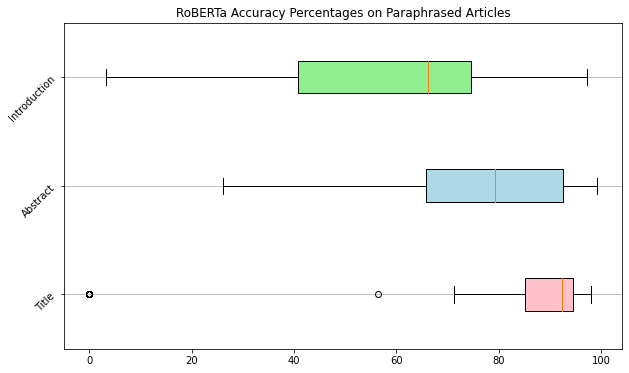 RoBERTa Accuracy Percentages on Paraphrased Articles
Introduction
Abstract
Title
0 20 40 60 80 100